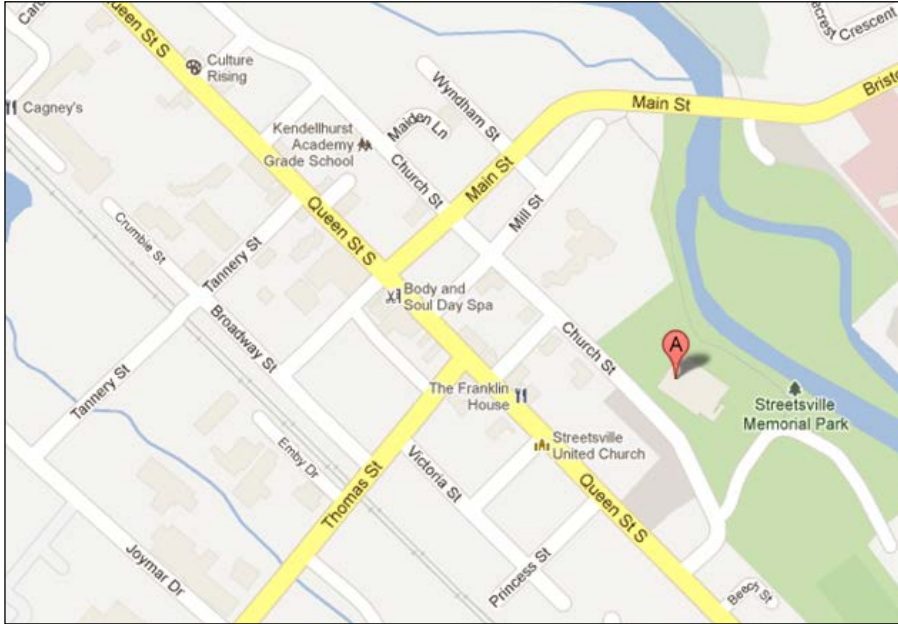 Queen St S
Caro
Culture
Rising
Cagney's
Wyndham St
Main St
Bristo
ecrest Crescent
Maiden Ln
Kendellhurst
Academy
Grade School
Church St
Main St
Mill St
Queen St S
Crumbie St
Tannery St
Body and
Soul Day Spa
Broadway St
Church St
A
Tannery St
The Franklin
House
Streetsville
Memorial Park
Emby Dr
Victoria St
Streetsville
United Church
Thomas St
Queen St S
Joymar Dr
Princess St
Beech St